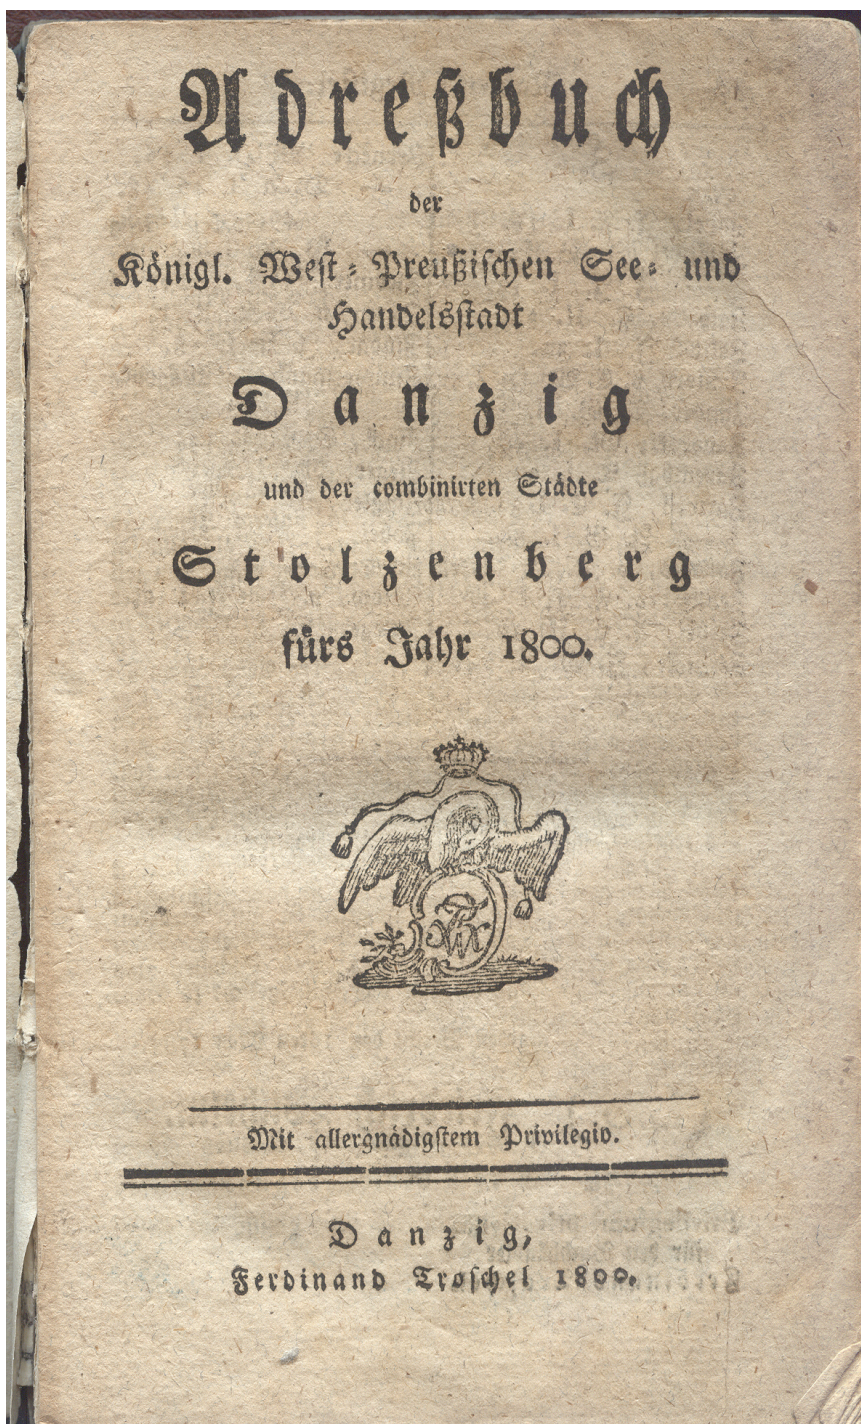 Adreßbuch
der
Königl. West-Preußischen See- und
Handelsstadt
Danzig
und der combinirten Städte
Stolzenberg
fürs Jahr 1800.
Mit allergnädigstem Privilegio.
Danzig,
Ferdinand Troschel 1800.